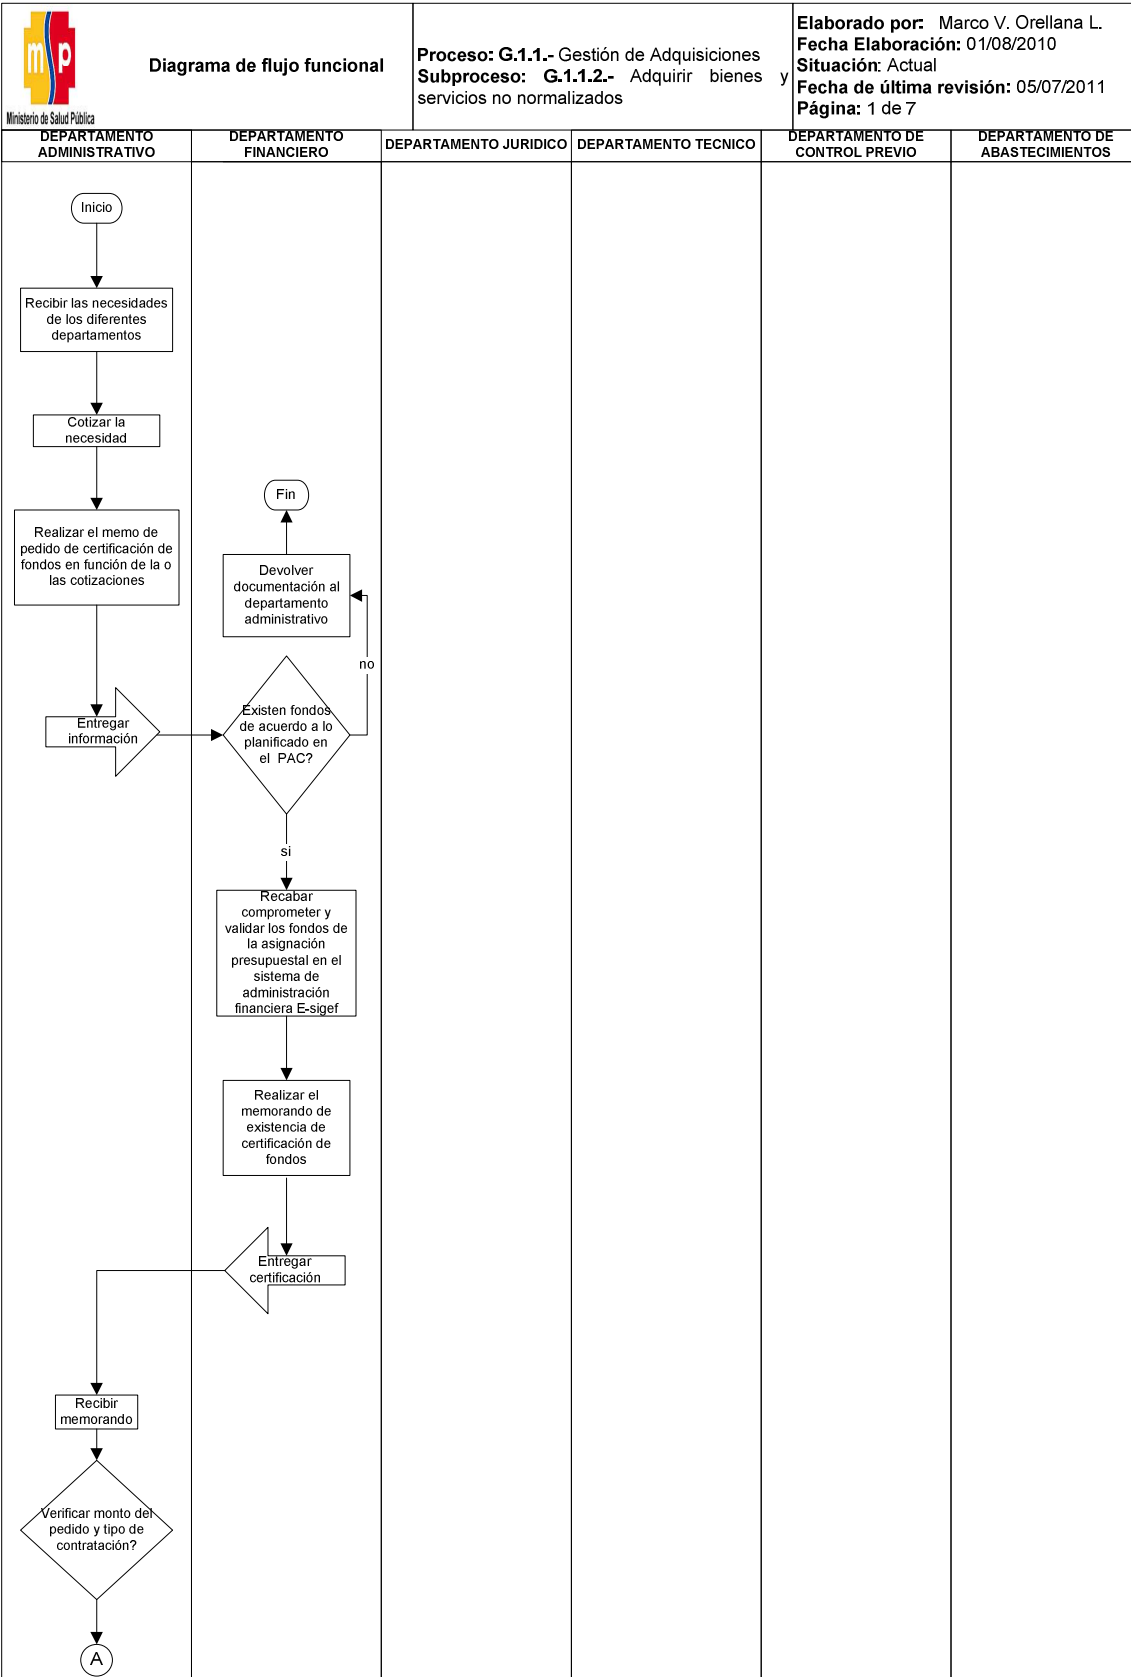 msp
Ministerio de Salud Pública
Diagrama de flujo funcional
Proceso: G.1.1.- Gestión de Adquisiciones
Subproceso: G.1.1.2.- Adquirir bienes y
servicios no normalizados
Elaborado por: Marco V. Orellana L.
Fecha Elaboración: 01/08/2010
Situación: Actual
Fecha de última revisión: 05/07/2011
Página: 1 de 7
DEPARTAMENTO
ADMINISTRATIVO
DEPARTAMENTO
FINANCIERO
DEPARTAMENTO JURIDICO
DEPARTAMENTO TECNICO
DEPARTAMENTO DE
CONTROL PREVIO
DEPARTAMENTO DE
ABASTECIMIENTOS
Inicio
Recibir las necesidades
de los diferentes
departamentos
Cotizar la
necesidad
Realizar el memo de
pedido de certificación de
fondos en función de la o
las cotizaciones
Entregar
información
Fin
Devolver
documentación al
departamento
administrativo
no
Existen fondos
de acuerdo a lo
planificado en
el PAC?
si
Recabar
comprometer y
validar los fondos de
la asignación
presupuestal en el
sistema de
administración
financiera E-sigef
Realizar el
memorando de
existencia de
certificación de
fondos
Entregar
certificación
Recibir
memorando
Verificar monto del
pedido y tipo de
contratación?
A